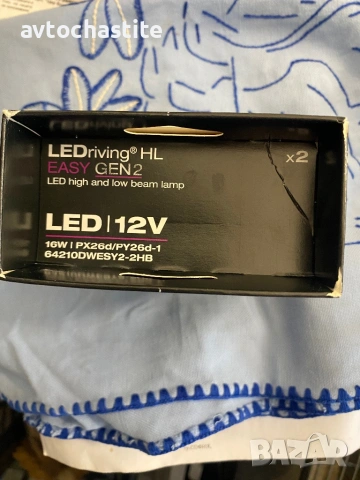 avtochastite
LEDriving® HL
x2
EASY GEN2
LED high and low beam lamp
LED | 12V
16W | PX26d/PY26d-1
64210DWESY2-2HB
BAZAR